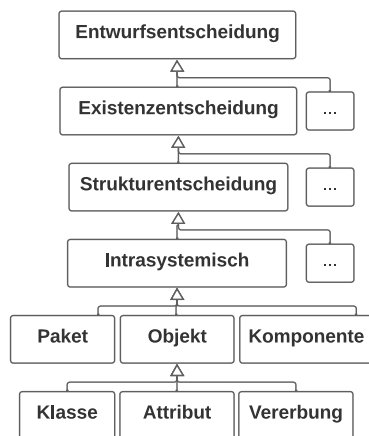 Entwurfsentscheidung
Existenzentscheidung ...
Strukturentscheidung ...
Intrasystemisch ...
Paket Objekt Komponente
Klasse Attribut Vererbung